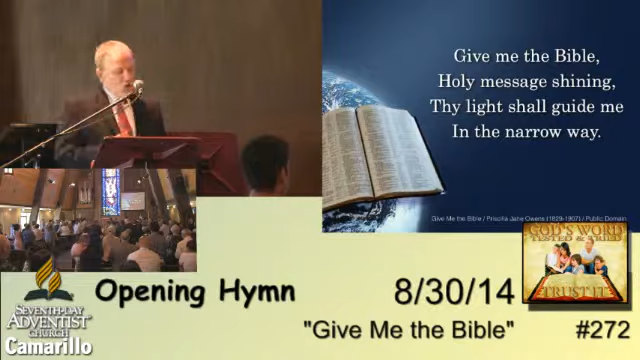 Give me the Bible,
Holy message shining,
Thy light shall guide me
In the narrow way.
Give Me the Bible / Priscilla Jane Owens (1829-1907) / Public Domain
GOD'S WORD
TESTED & TRIED
TRUST IT
Opening Hymn
8/30/14
SEVENTH-DAY
ADVENTIST
CHURCH
Camarillo
"Give Me the Bible"
#272